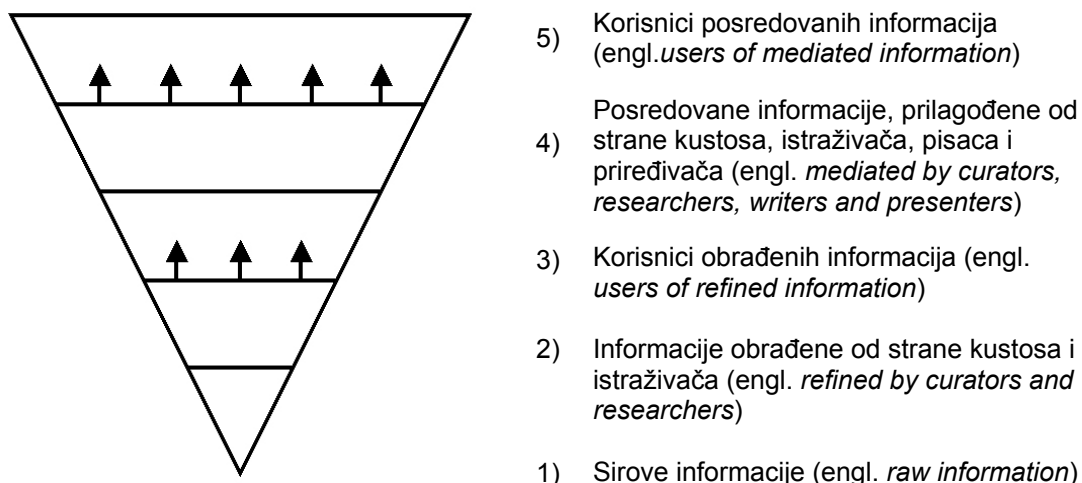 5) Korisnici posredovanih informacija
(engl.users of mediated information)
Posredovane informacije, prilagođene od
4) strane kustosa, istraživača, pisaca i
priređivača (engl. mediated by curators,
researchers, writers and presenters)
3) Korisnici obrađenih informacija (engl.
users of refined information)
2) Informacije obrađene od strane kustosa i
istraživača (engl. refined by curators and
researchers)
1) Sirove informacije (engl. raw information)